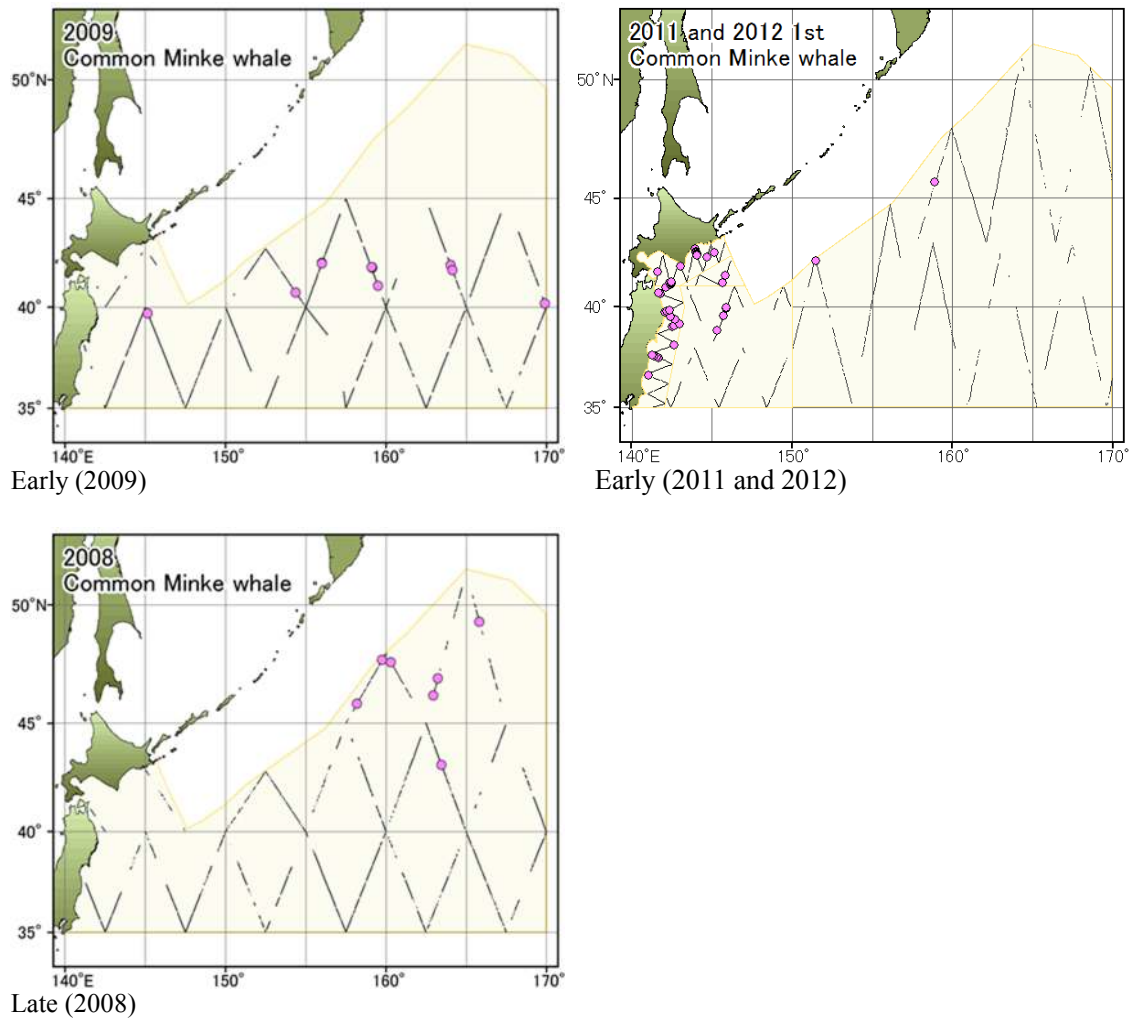 2009
Common Minke whale
50°N
45°
40°
35°
140°E
150°
160°
170°
Early (2009)
2011 and 2012 1st
Common Minke whale
50°N
45°
40°
35°
140°E
150°
160°
170°
Early (2011 and 2012)
2008
Common Minke whale
50°N
45°
40°
35°
140°E
150°
160°
170°
Late (2008)